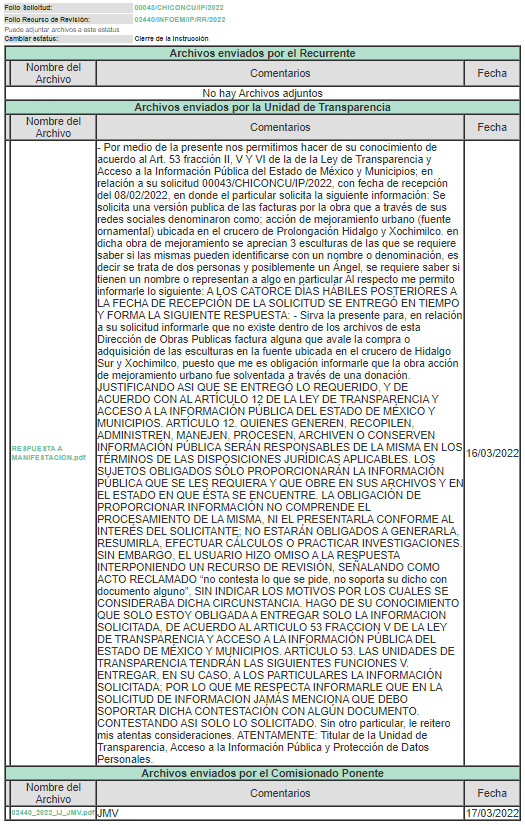 Folio Solicitud: 00043/CHICONCU/IP/2022
Folio Recurso de Revisión: 02440/INFOEM/IP/RR/2022
Puede adjuntar archivos a este estatus
Cambiar estatus: Cierre de la Instrucción
Archivos enviados por el Recurrente
Nombre del Archivo Comentarios Fecha
No hay Archivos adjuntos
Archivos enviados por la Unidad de Transparencia
Nombre del Archivo Comentarios Fecha
RESPUESTA A MANIFESTACION.pdf
- Por medio de la presente nos permitimos hacer de su conocimiento de
acuerdo al Art. 53 fracción II, V Y VI de la de la Ley de Transparencia y
Acceso a la Información Pública del Estado de México y Municipios; en
relación a su solicitud 00043/CHICONCU/IP/2022, con fecha de recepción
del 08/02/2022, en donde el particular solicita la siguiente información: Se
solicita una versión publica de las facturas por la obra que a través de sus
redes sociales denominaron como; acción de mejoramiento urbano (fuente
ornamental) ubicada en el crucero de Prolongación Hidalgo y Xochimilco. en
dicha obra de mejoramiento se aprecian 3 esculturas de las que se requiere
saber si las mismas pueden identificarse con un nombre o denominación, es
decir se trata de dos personas y posiblemente un Ángel, se requiere saber si
tienen un nombre o representan a algo en particular Al respecto me permito
informarle lo siguiente: A LOS CATORCE DÍAS HÁBILES POSTERIORES A
LA FECHA DE RECEPCIÓN DE LA SOLICITUD SE ENTREGÓ EN TIEMPO
Y FORMA LA SIGUIENTE RESPUESTA: - Sirva la presente para, en relación
a su solicitud informarle que no existe dentro de los archivos de esta
Dirección de Obras Publicas factura alguna que avale la compra o
adquisición de las esculturas en la fuente ubicada en el crucero de Hidalgo
Sur y Xochimilco, puesto que me es obligación informarle que la obra acción
de mejoramiento urbano fue solventada a través de una donación.
JUSTIFICANDO ASI QUE SE ENTREGÓ LO REQUERIDO, Y DE
ACUERDO CON AL ARTÍCULO 12 DE LA LEY DE TRANSPARENCIA Y
ACCESO A LA INFORMACIÓN PÚBLICA DEL ESTADO DE MÉXICO Y
MUNICIPIOS. ARTÍCULO 12. QUIENES GENEREN, RECOPILEN,
ADMINISTREN, MANEJEN, PROCESEN, ARCHIVEN O CONSERVEN
INFORMACIÓN PÚBLICA SERÁN RESPONSABLES DE LA MISMA EN LOS
TÉRMINOS DE LAS DISPOSICIONES JURÍDICAS APLICABLES. LOS
SUJETOS OBLIGADOS SÓLO PROPORCIONARÁN LA INFORMACIÓN
PÚBLICA QUE SE LES REQUIERA Y QUE OBRE EN SUS ARCHIVOS Y EN
EL ESTADO EN QUE ÉSTA SE ENCUENTRE. LA OBLIGACIÓN DE
PROPORCIONAR INFORMACIÓN NO COMPRENDE EL
PROCESAMIENTO DE LA MISMA, NI EL PRESENTARLA CONFORME AL
INTERÉS DEL SOLICITANTE; NO ESTARÁN OBLIGADOS A GENERARLA,
RESUMIRLA, EFECTUAR CÁLCULOS O PRACTICAR INVESTIGACIONES.
SIN EMBARGO, EL USUARIO HIZO OMISO A LA RESPUESTA
INTERPONIENDO UN RECURSO DE REVISIÓN, SEÑALANDO COMO
ACTO RECLAMADO “no contesta lo que se pide, no soporta su dicho con
documento alguno”, SIN INDICAR LOS MOTIVOS POR LOS CUALES SE
CONSIDERABA DICHA CIRCUNSTANCIA. HAGO DE SU CONOCIMIENTO
QUE SOLO ESTOY OBLIGADA A ENTREGAR SOLO LA INFORMACION
SOLICITADA, DE ACUERDO AL ARTICULO 53 FRACCION V DE LA LEY
DE TRANSPARENCIA Y ACCESO A LA INFORMACIÓN PÚBLICA DEL
ESTADO DE MÉXICO Y MUNICIPIOS. ARTÍCULO 53. LAS UNIDADES DE
TRANSPARENCIA TENDRÁN LAS SIGUIENTES FUNCIONES V.
ENTREGAR, EN SU CASO, A LOS PARTICULARES LA INFORMACIÓN
SOLICITADA; POR LO QUE ME RESPECTA INFORMARLE QUE EN LA
SOLICITUD DE INFORMACION JAMÁS MENCIONA QUE DEBO
SOPORTAR DICHA CONTESTACIÓN CON ALGÚN DOCUMENTO.
CONTESTANDO ASI SOLO LO SOLICITADO. Sin otro particular, le reitero
mis atentas consideraciones. ATENTAMENTE: Titular de la Unidad de
Transparencia, Acceso a la Información Pública y Protección de Datos
Personales.
16/03/2022
Archivos enviados por el Comisionado Ponente
Nombre del Archivo Comentarios Fecha
02440_2022_IJ_JMV.pdf JMV 17/03/2022